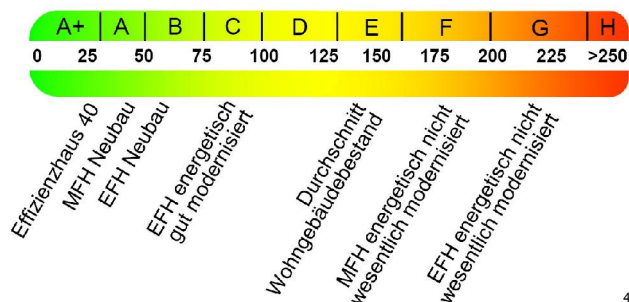 A+ A B C D E F G H
0 25 50 75 100 125 150 175 200 225 >250
Effizienzhaus 40
MFH Neubau
EFH Neubau
EFH energetisch
gut modernisiert
Durchschnitt
Wohngebäudebestand
MFH energetisch nicht
wesentlich modernisiert
EFH energetisch nicht
wesentlich modernisiert
4